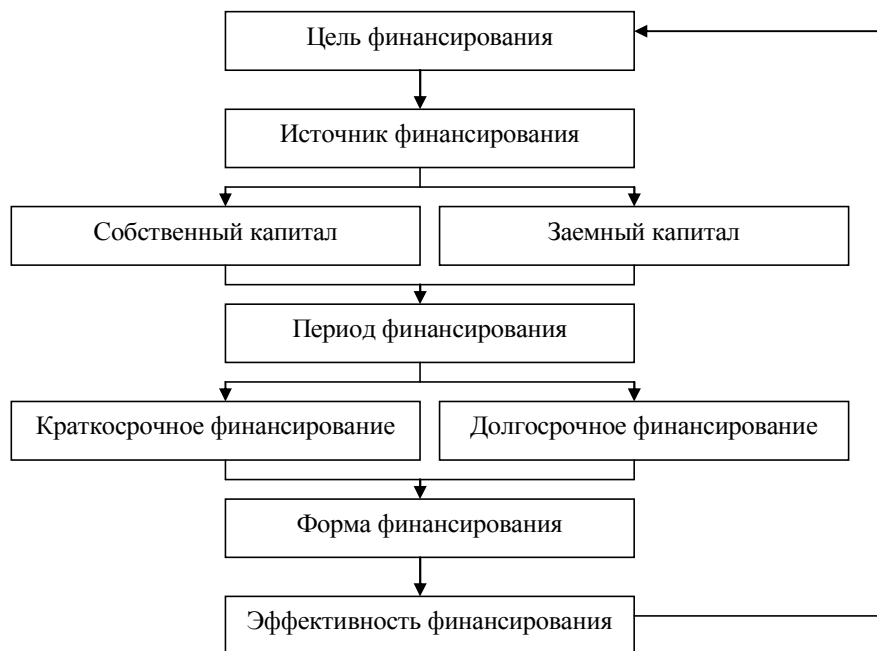 Цель финансирования
Источник финансирования
Собственный капитал
Заемный капитал
Период финансирования
Краткосрочное финансирование
Долгосрочное финансирование
Форма финансирования
Эффективность финансирования